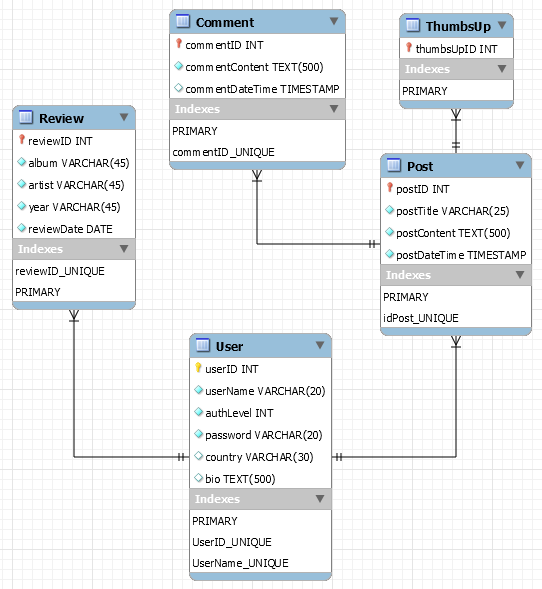 Comment
commentID INT
commentContent TEXT(500)
commentDateTime TIMESTAMP
Indexes
PRIMARY
commentID_UNIQUE
ThumbsUp
thumbsUpID INT
Indexes
PRIMARY
Review
reviewID INT
album VARCHAR(45)
artist VARCHAR(45)
year VARCHAR(45)
reviewDate DATE
Indexes
reviewID_UNIQUE
PRIMARY
Post
postID INT
postTitle VARCHAR(25)
postContent TEXT(500)
postDateTime TIMESTAMP
Indexes
PRIMARY
idPost_UNIQUE
User
userID INT
userName VARCHAR(20)
authLevel INT
password VARCHAR(20)
country VARCHAR(30)
bio TEXT(500)
Indexes
PRIMARY
UserID_UNIQUE
UserName_UNIQUE